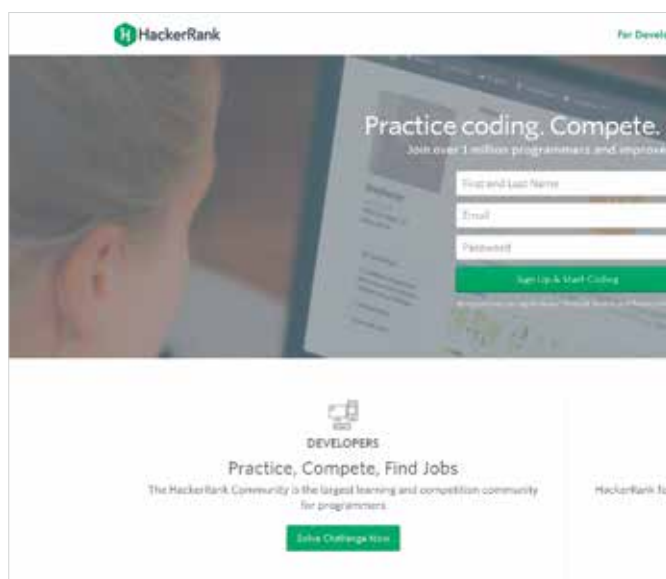 HackerRank
For Develo
Practice coding. Compete.
Join over 1 million programmers and improve
First and Last Name
Email
Password
Sign Up & Start Coding
DEVELOPERS
Practice, Compete, Find Jobs
The HackerRank Community is the largest learning and competition community
for programmers.
HackerRank fo
Solve Challenge Now